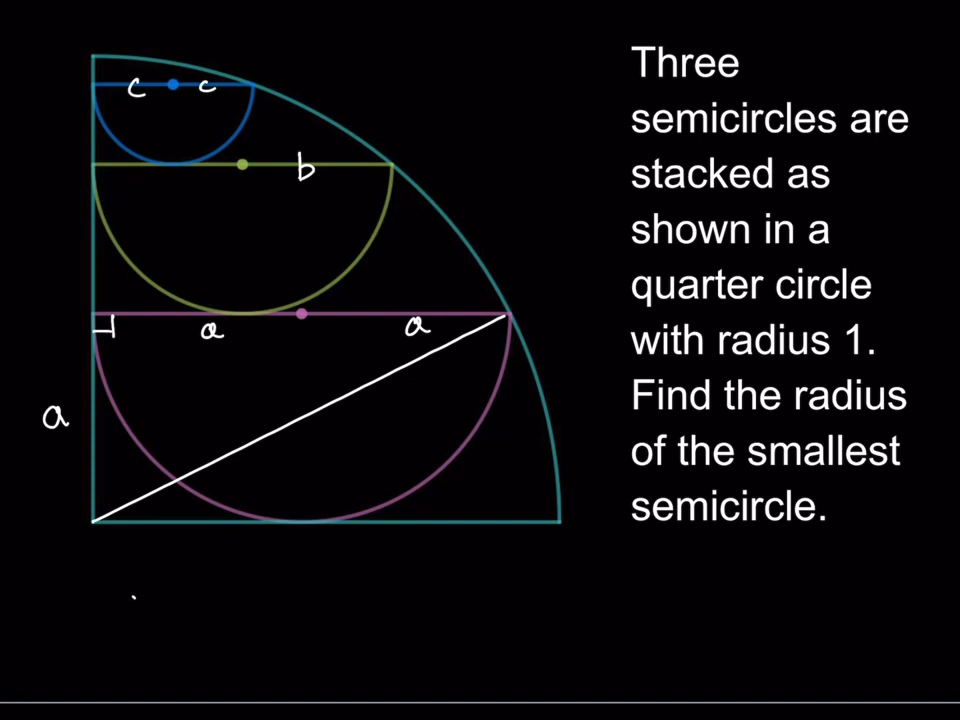 c c
b
a a
a
Three
semicircles are
stacked as
shown in a
quarter circle
with radius 1.
Find the radius
of the smallest
semicircle.